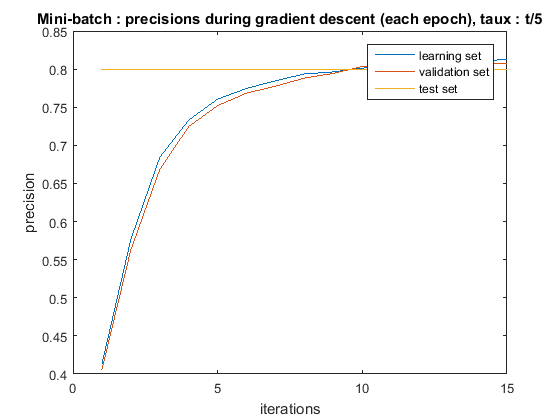 Mini-batch : precisions during gradient descent (each epoch), taux : t/5
0.85
0.8
0.75
0.7
0.65
0.6
0.55
0.5
0.45
0.4
precision
learning set
validation set
test set
0 5 10 15
iterations